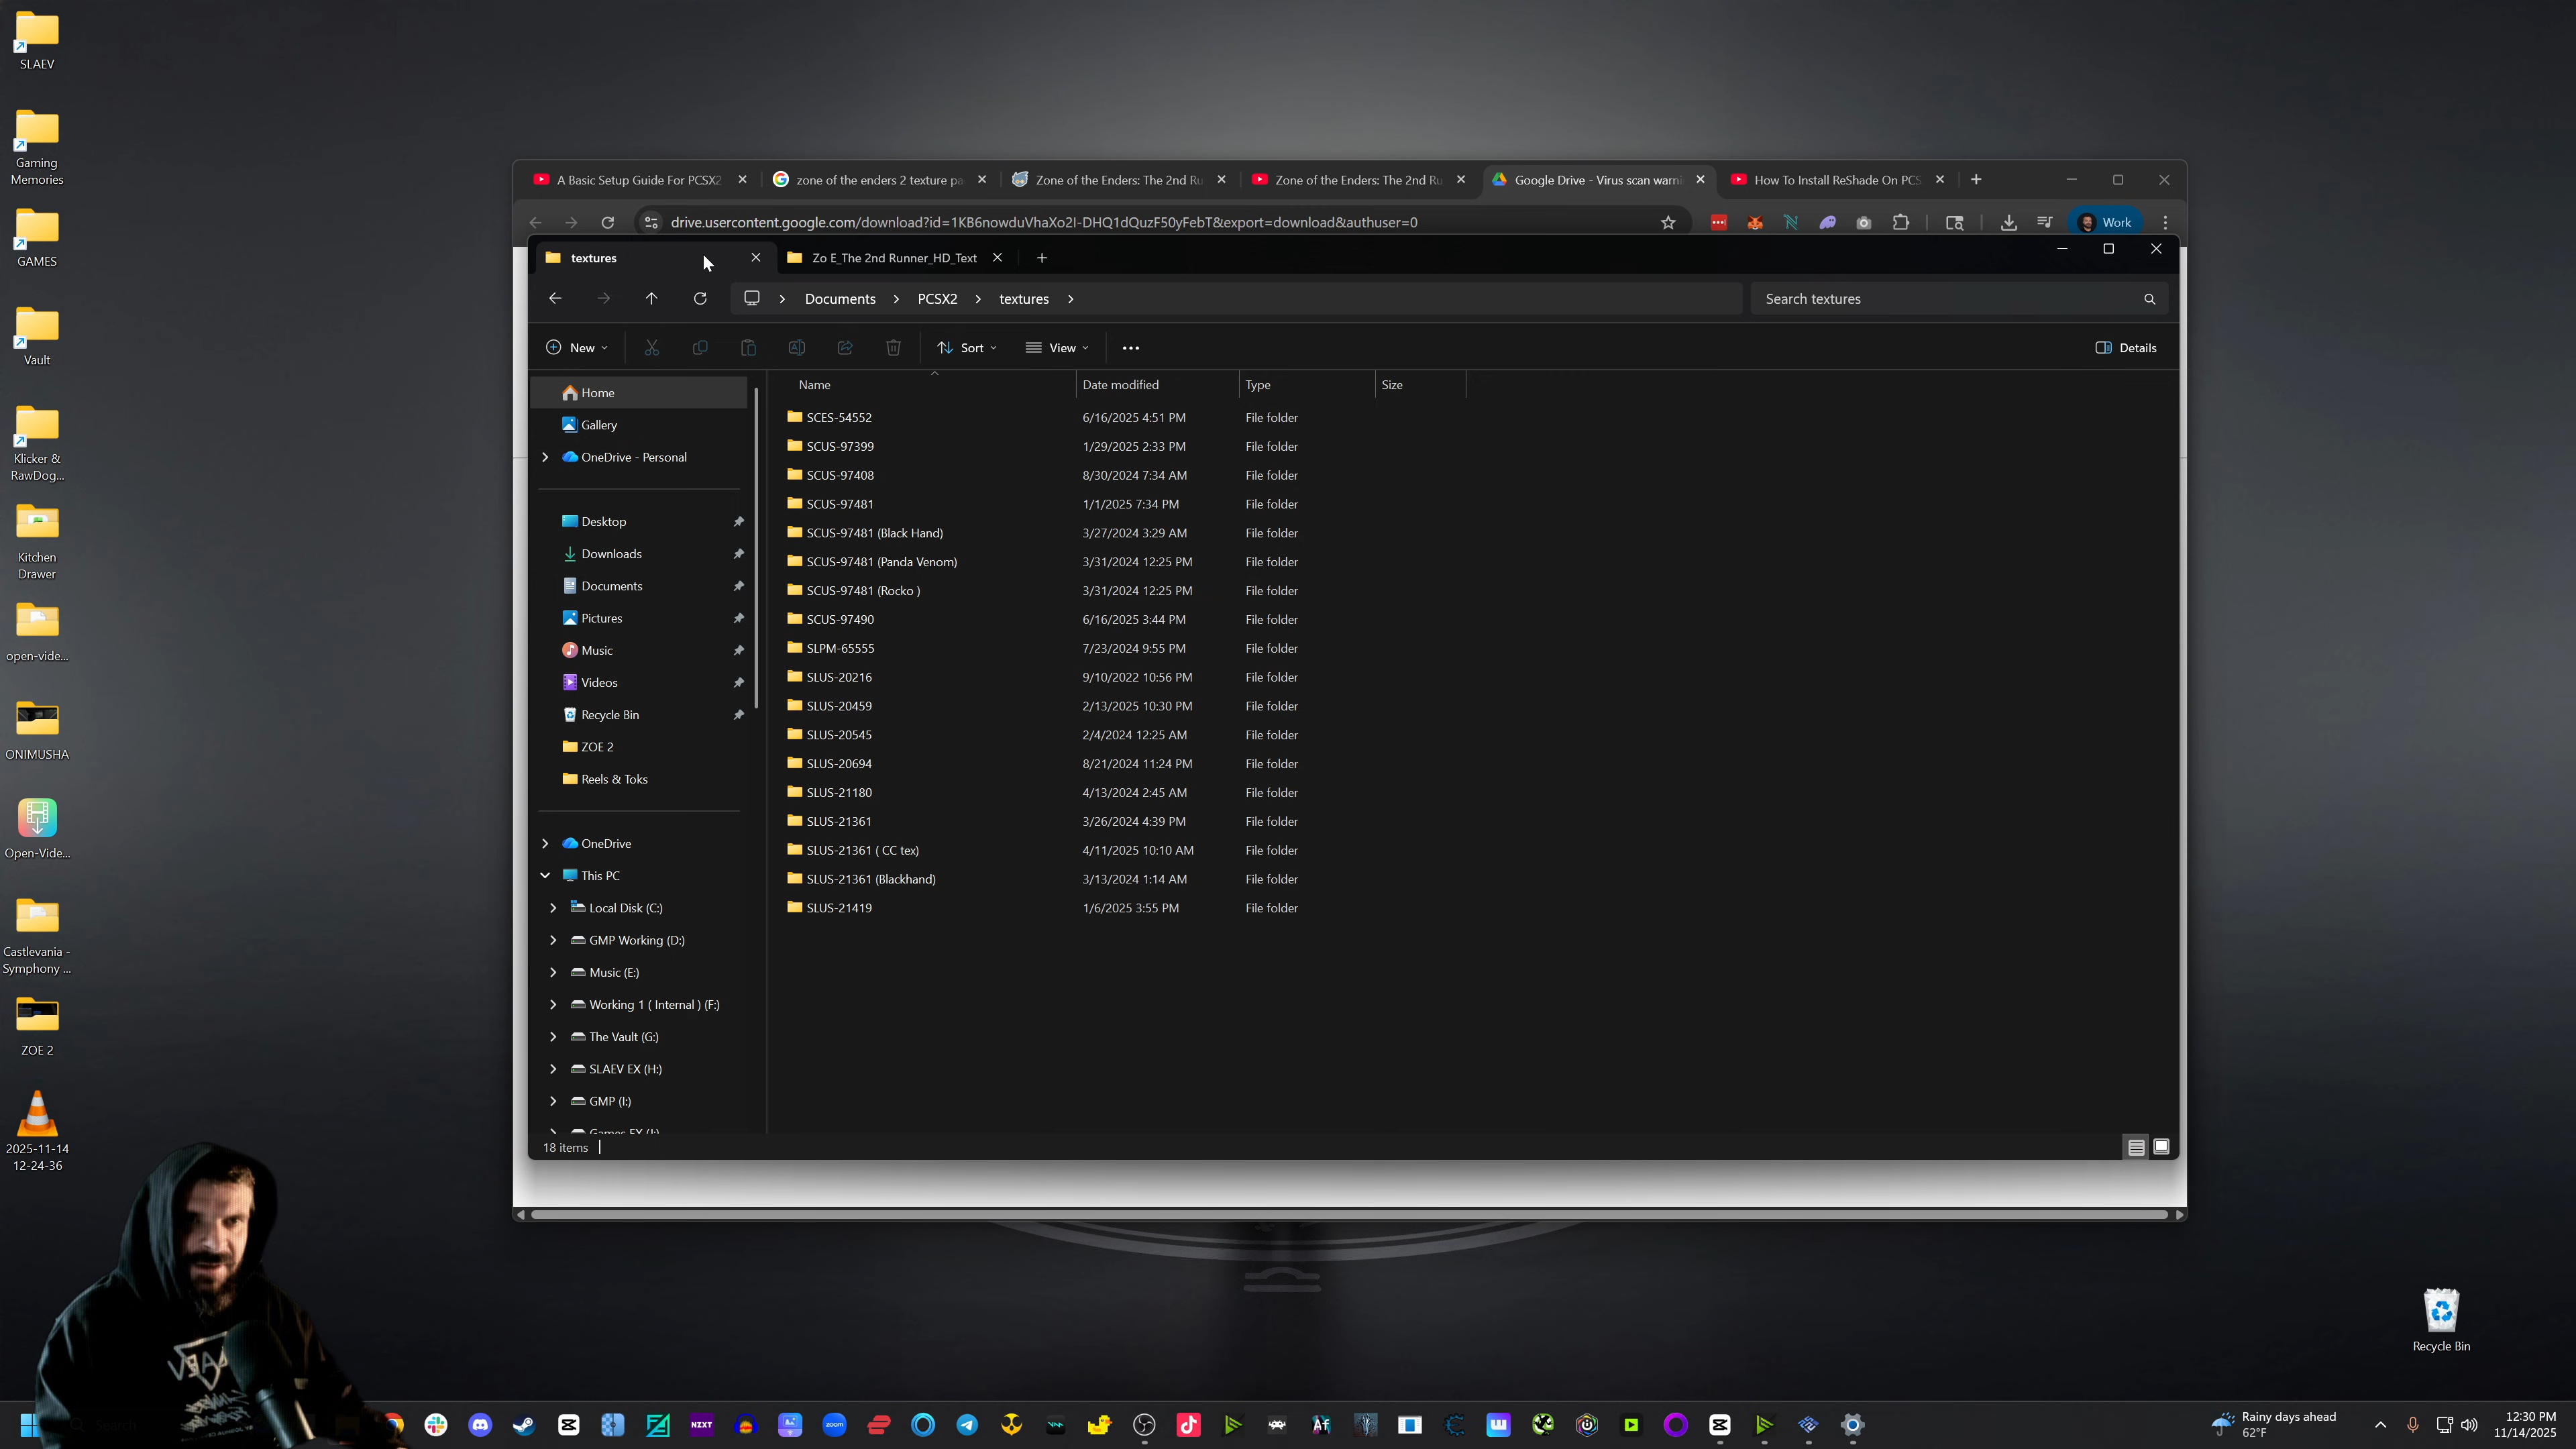 SLAEV
Gaming
Memories
GAMES
Vault
Klicker &
RawDog...
Kitchen
Drawer
open-vide...
ONIMUSHA
Open-Vide...
Castlevania -
Symphony ...
ZOE 2
2025-11-14
12-24-36
A Basic Setup Guide For PCSX2
zone of the enders 2 texture pa
Zone of the Enders: The 2nd Ru
Zone of the Enders: The 2nd Ru
Google Drive - Virus scan warni
How To Install ReShade On PCS
drive.usercontent.google.com/download?id=1KB6nowduVhaXo2I-DHQ1dQuzF50yFebT&export=download&authuser=0
Work
textures
Zo E_The 2nd Runner_HD_Text
Documents > PCSX2 > textures >
Search textures
New
Sort
View
Details
Home
Gallery
OneDrive - Personal
Desktop
Downloads
Documents
Pictures
Music
Videos
Recycle Bin
ZOE 2
Reels & Toks
OneDrive
This PC
Local Disk (C:)
GMP Working (D:)
Music (E:)
Working 1 ( Internal ) (F:)
The Vault (G:)
SLAEV EX (H:)
GMP (I:)
Games EX (J:)
Name Date modified Type Size
SCES-54552 6/16/2025 4:51 PM File folder
SCUS-97399 1/29/2025 2:33 PM File folder
SCUS-97408 8/30/2024 7:34 AM File folder
SCUS-97481 1/1/2025 7:34 PM File folder
SCUS-97481 (Black Hand) 3/27/2024 3:29 AM File folder
SCUS-97481 (Panda Venom) 3/31/2024 12:25 PM File folder
SCUS-97481 (Rocko ) 3/31/2024 12:25 PM File folder
SCUS-97490 6/16/2025 3:44 PM File folder
SLPM-65555 7/23/2024 9:55 PM File folder
SLUS-20216 9/10/2022 10:56 PM File folder
SLUS-20459 2/13/2025 10:30 PM File folder
SLUS-20545 2/4/2024 12:25 AM File folder
SLUS-20694 8/21/2024 11:24 PM File folder
SLUS-21180 4/13/2024 2:45 AM File folder
SLUS-21361 3/26/2024 4:39 PM File folder
SLUS-21361 ( CC tex) 4/11/2025 10:10 AM File folder
SLUS-21361 (Blackhand) 3/13/2024 1:14 AM File folder
SLUS-21419 1/6/2025 3:55 PM File folder
18 items
Recycle Bin
Search
NZXT
zoom
Af
Rainy days ahead
62°F
12:30 PM
11/14/2025